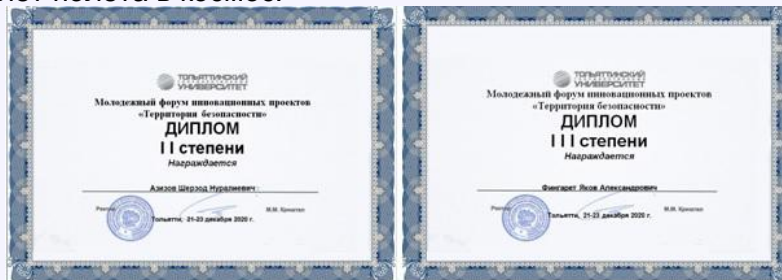 ТОЛЬЯТТИНСКИЙ
УНИВЕРСИТЕТ
Молодежный форум инновационных проектов
«Территория безопасности»
ДИПЛОМ
II степени
Награждается
Азизов Шерзод Нуралиевич
Ректор М.М. Криштал
Тольятти, 21-23 декабря 2020 г.
ТОЛЬЯТТИНСКИЙ
УНИВЕРСИТЕТ
Молодежный форум инновационных проектов
«Территория безопасности»
ДИПЛОМ
III степени
Награждается
Фингарет Яков Александрович
Ректор М.М. Криштал
Тольятти, 21-23 декабря 2020 г.